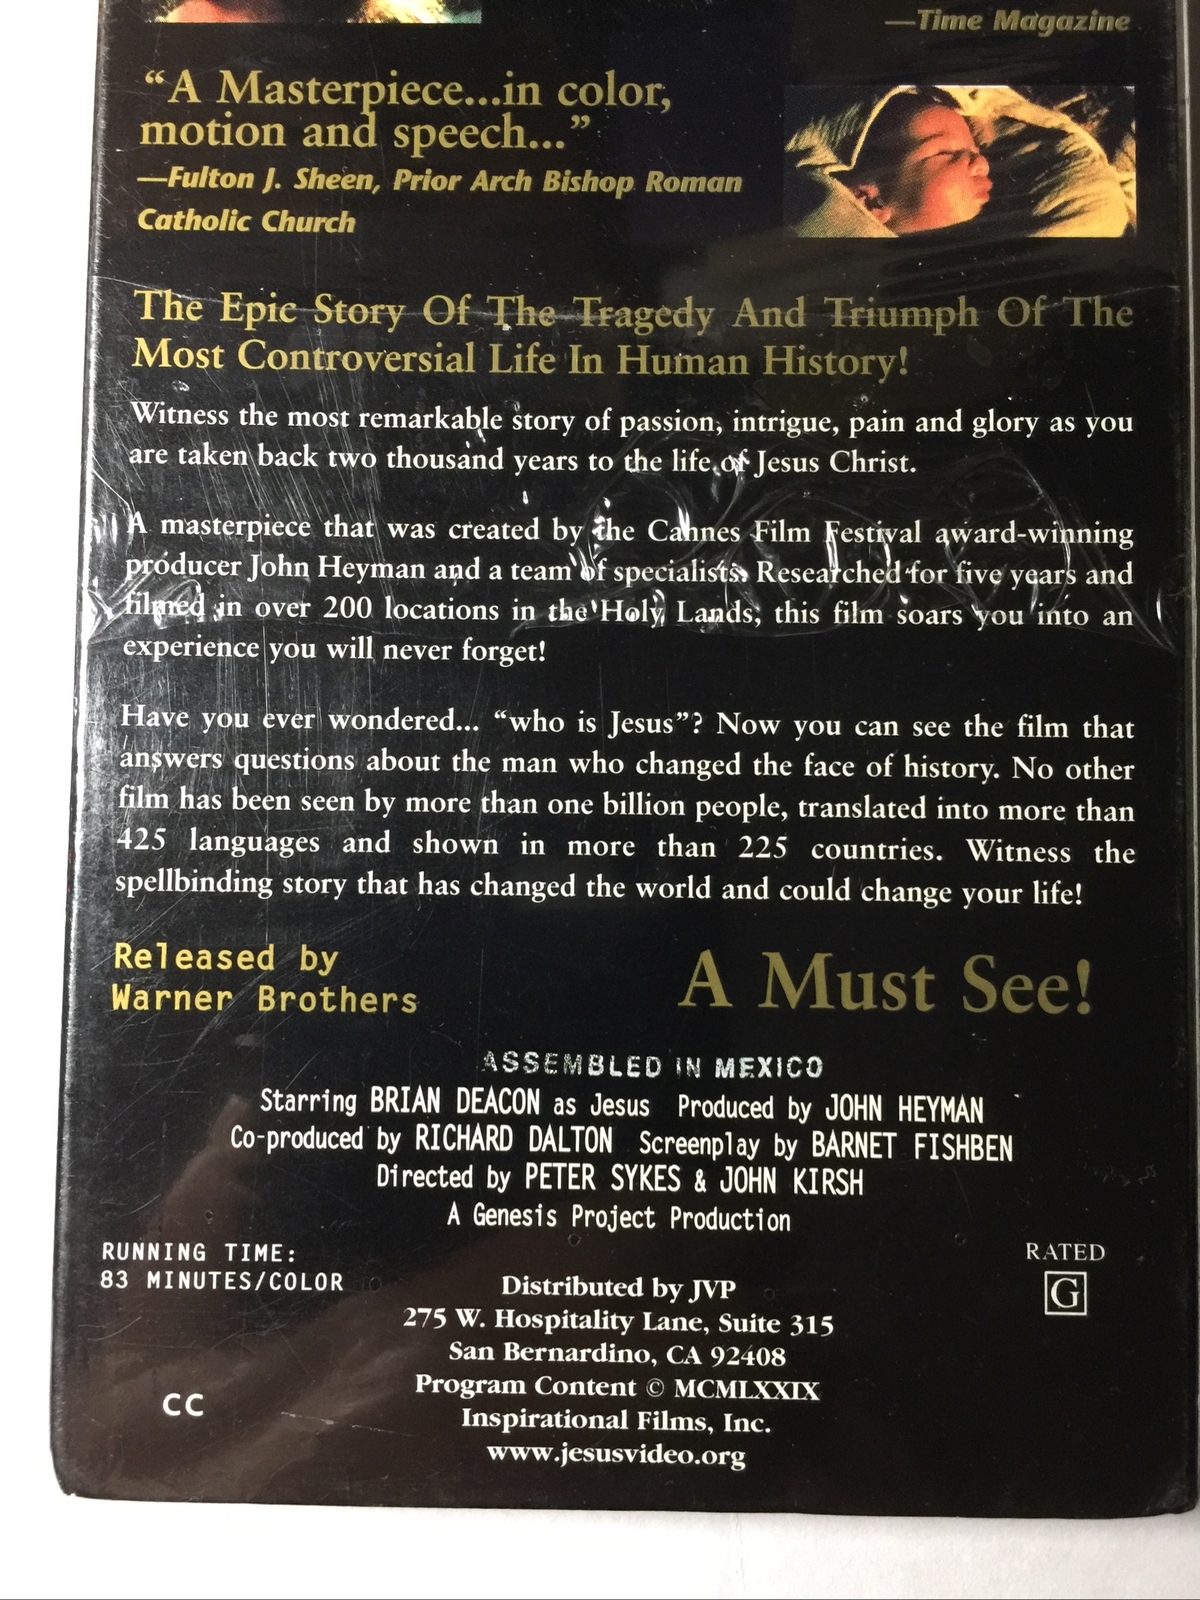 —Time Magazine
“A Masterpiece...in color,
motion and speech...”
—Fulton J. Sheen, Prior Arch Bishop Roman
Catholic Church
The Epic Story Of The Tragedy And Triumph Of The
Most Controversial Life In Human History!
Witness the most remarkable story of passion, intrigue, pain and glory as you
are taken back two thousand years to the life of Jesus Christ.
A masterpiece that was created by the Cannes Film Festival award-winning
producer John Heyman and a team of specialists. Researched for five years and
filmed in over 200 locations in the Holy Lands, this film soars you into an
experience you will never forget!
Have you ever wondered... “who is Jesus”? Now you can see the film that
answers questions about the man who changed the face of history. No other
film has been seen by more than one billion people, translated into more than
425 languages and shown in more than 225 countries. Witness the
spellbinding story that has changed the world and could change your life!
Released by
Warner Brothers
A Must See!
ASSEMBLED IN MEXICO
Starring BRIAN DEACON as Jesus Produced by JOHN HEYMAN
Co-produced by RICHARD DALTON Screenplay by BARNET FISHBEN
Directed by PETER SYKES & JOHN KIRSH
A Genesis Project Production
RUNNING TIME:
83 MINUTES/COLOR
RATED
G
Distributed by JVP
275 W. Hospitality Lane, Suite 315
San Bernardino, CA 92408
Program Content © MCMLXXIX
Inspirational Films, Inc.
www.jesusvideo.org
CC